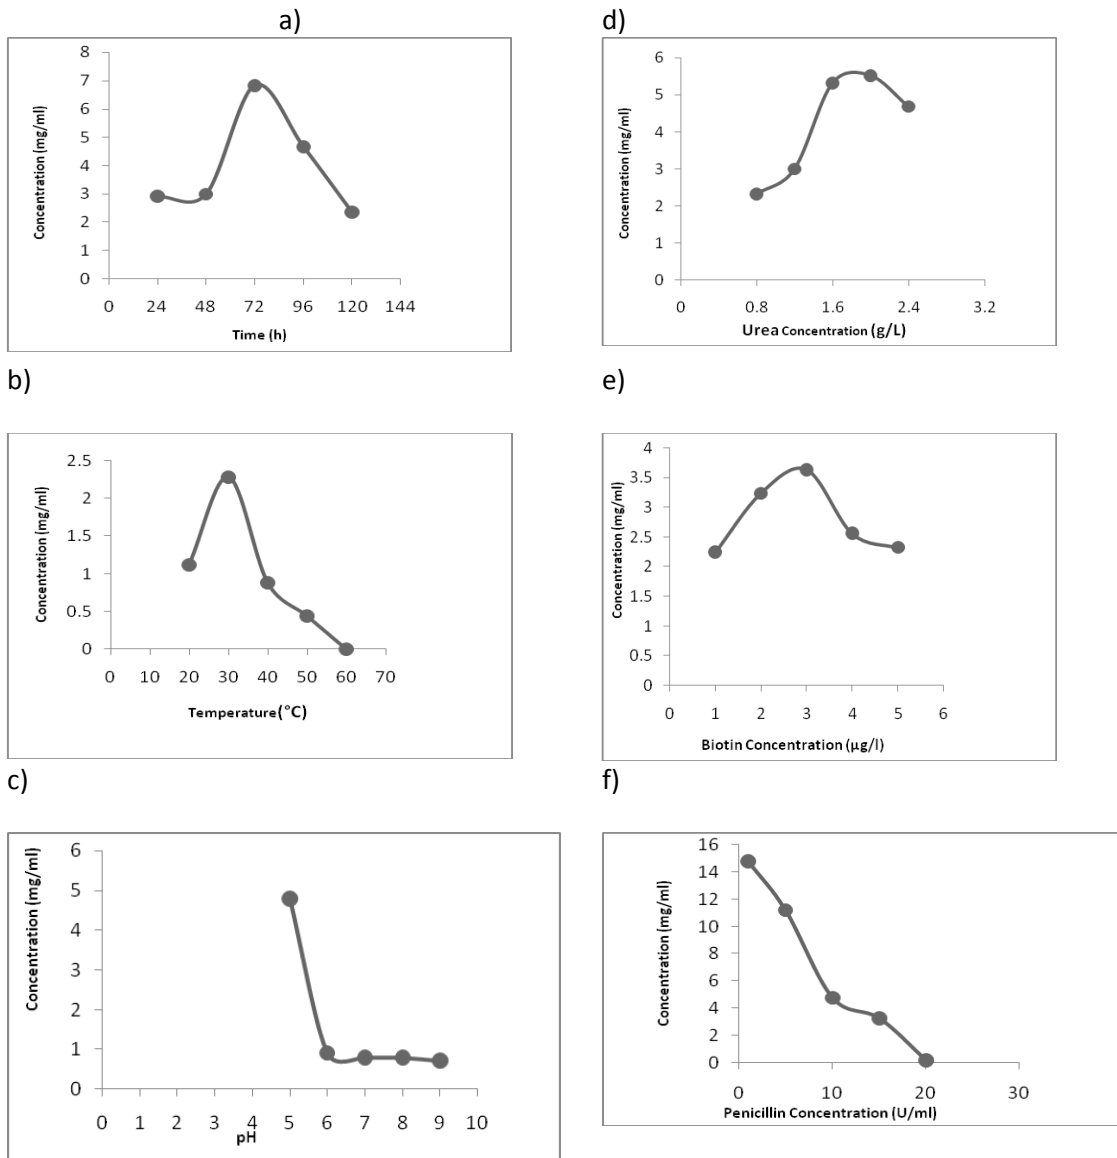 a)
8
7
6
5
4
3
2
1
0
Concentration (mg/ml)
0 24 48 72 96 120 144
Time (h)
d)
6
5
4
3
2
1
0
Concentration (mg/ml)
0 0.8 1.6 2.4 3.2
Urea Concentration (g/L)
b)
2.5
2
1.5
1
0.5
0
Concentration (mg/ml)
0 10 20 30 40 50 60 70
Temperature(°C)
e)
4
3.5
3
2.5
2
1.5
1
0.5
0
Concentration (mg/ml)
0 1 2 3 4 5 6
Biotin Concentration (µg/l)
c)
6
5
4
3
2
1
0
Concentration (mg/ml)
0 1 2 3 4 5 6 7 8 9 10
pH
f)
16
14
12
10
8
6
4
2
0
Concentration (mg/ml)
0 10 20 30
Penicillin Concentration (U/ml)